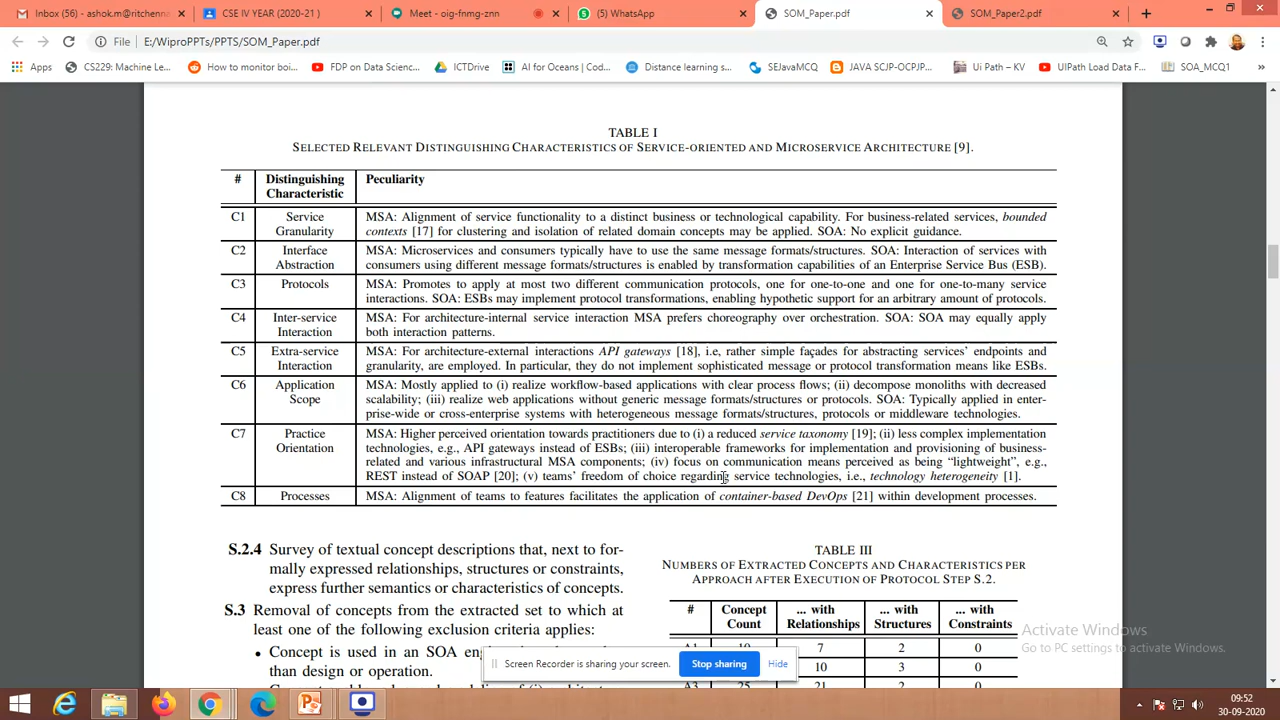 Inbox (56) - ashok.m@ritchennai
CSE IV YEAR (2020-21 )
Meet - oig-fnmg-znn
(5) WhatsApp
SOM_Paper.pdf
SOM_Paper2.pdf
File | E:/WiproPPTs/PPTS/SOM_Paper.pdf
Apps
CS229: Machine Le...
How to monitor boi...
FDP on Data Scienc...
ICTDrive
AI for Oceans | Cod...
Distance learning s...
SEJavaMCQ
JAVA SCJP-OCPJP...
Ui Path – KV
UIPath Load Data F...
SOA_MCQ1
»
TABLE I
SELECTED RELEVANT DISTINGUISHING CHARACTERISTICS OF SERVICE-ORIENTED AND MICROSERVICE ARCHITECTURE [9].
# Distinguishing Characteristic Peculiarity
C1 Service Granularity MSA: Alignment of service functionality to a distinct business or technological capability. For business-related services, bounded
contexts [17] for clustering and isolation of related domain concepts may be applied. SOA: No explicit guidance.
C2 Interface Abstraction MSA: Microservices and consumers typically have to use the same message formats/structures. SOA: Interaction of services with
consumers using different message formats/structures is enabled by transformation capabilities of an Enterprise Service Bus (ESB).
C3 Protocols MSA: Promotes to apply at most two different communication protocols, one for one-to-one and one for one-to-many service
interactions. SOA: ESBs may implement protocol transformations, enabling hypothetic support for an arbitrary amount of protocols.
C4 Inter-service Interaction MSA: For architecture-internal service interaction MSA prefers choreography over orchestration. SOA: SOA may equally apply
both interaction patterns.
C5 Extra-service Interaction MSA: For architecture-external interactions API gateways [18], i.e, rather simple façades for abstracting services' endpoints and
granularity, are employed. In particular, they do not implement sophisticated message or protocol transformation means like ESBs.
C6 Application Scope MSA: Mostly applied to (i) realize workflow-based applications with clear process flows; (ii) decompose monoliths with decreased
scalability; (iii) realize web applications without generic message formats/structures or protocols. SOA: Typically applied in enter-
prise-wide or cross-enterprise systems with heterogeneous message formats/structures, protocols or middleware technologies.
C7 Practice Orientation MSA: Higher perceived orientation towards practitioners due to (i) a reduced service taxonomy [19]; (ii) less complex implementation
technologies, e.g., API gateways instead of ESBs; (iii) interoperable frameworks for implementation and provisioning of business-
related and various infrastructural MSA components; (iv) focus on communication means perceived as being "lightweight", e.g.,
REST instead of SOAP [20]; (v) teams' freedom of choice regarding service technologies, i.e., technology heterogeneity [1].
C8 Processes MSA: Alignment of teams to features facilitates the application of container-based DevOps [21] within development processes.
S.2.4 Survey of textual concept descriptions that, next to for-
mally expressed relationships, structures or constraints,
express further semantics or characteristics of concepts.
S.3 Removal of concepts from the extracted set to which at
least one of the following exclusion criteria applies:
• Concept is used in an SOA
than design or operation.
TABLE III
NUMBERS OF EXTRACTED CONCEPTS AND CHARACTERISTICS PER
APPROACH AFTER EXECUTION OF PROTOCOL STEP S.2.
# Concept Count ... with Relationships ... with Structures ... with Constraints
7 2 0
10 3 0
Activate Windows
Go to PC settings to activate Windows.
Screen Recorder is sharing your screen.
Stop sharing
Hide
09:52
30-09-2020